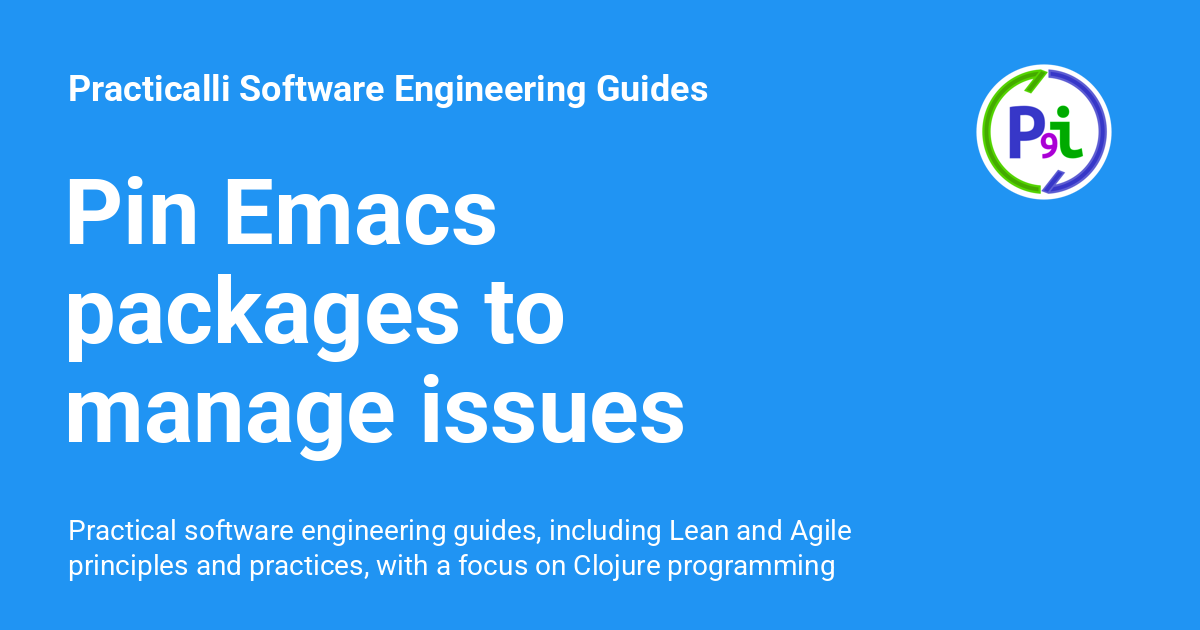 Practicalli Software Engineering Guides
P9i
Pin Emacs
packages to
manage issues
Practical software engineering guides, including Lean and Agile
principles and practices, with a focus on Clojure programming